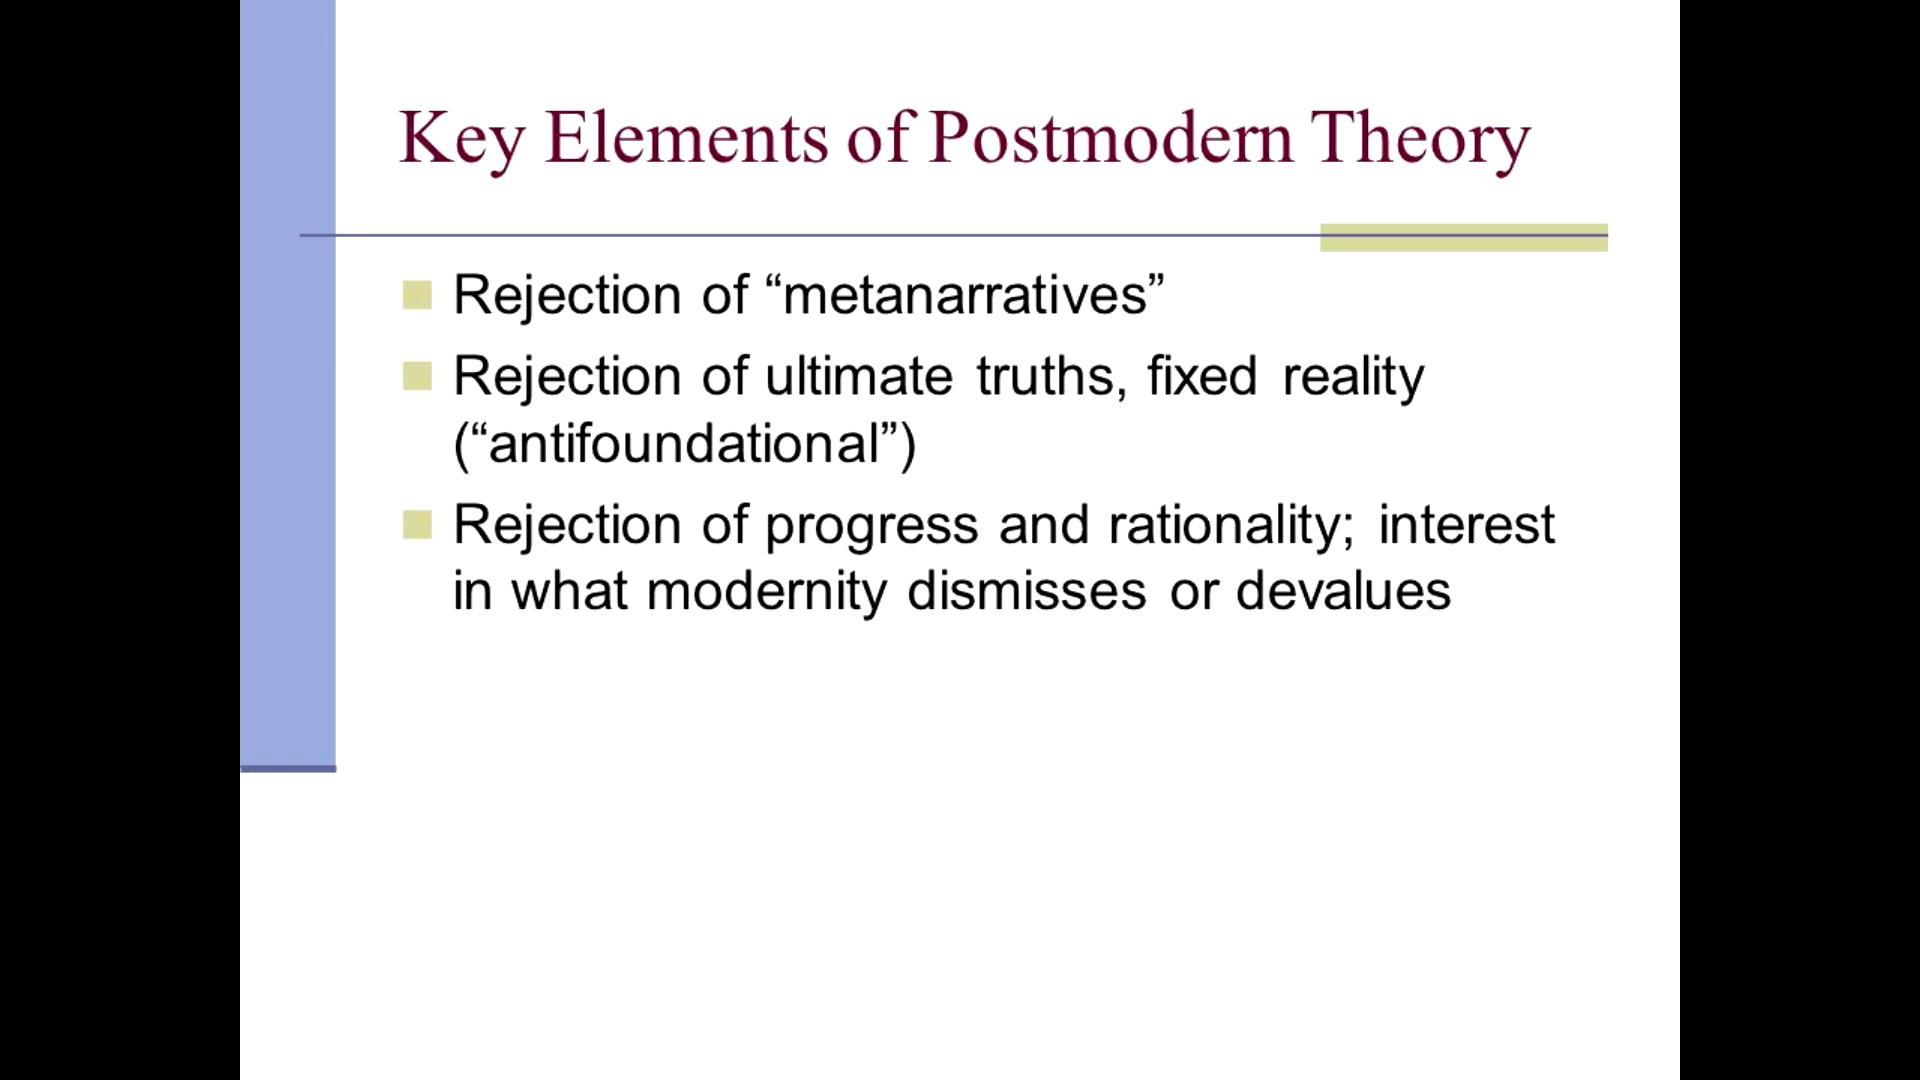 Key Elements of Postmodern Theory
Rejection of “metanarratives”
Rejection of ultimate truths, fixed reality
(“antifoundational”)
Rejection of progress and rationality; interest
in what modernity dismisses or devalues